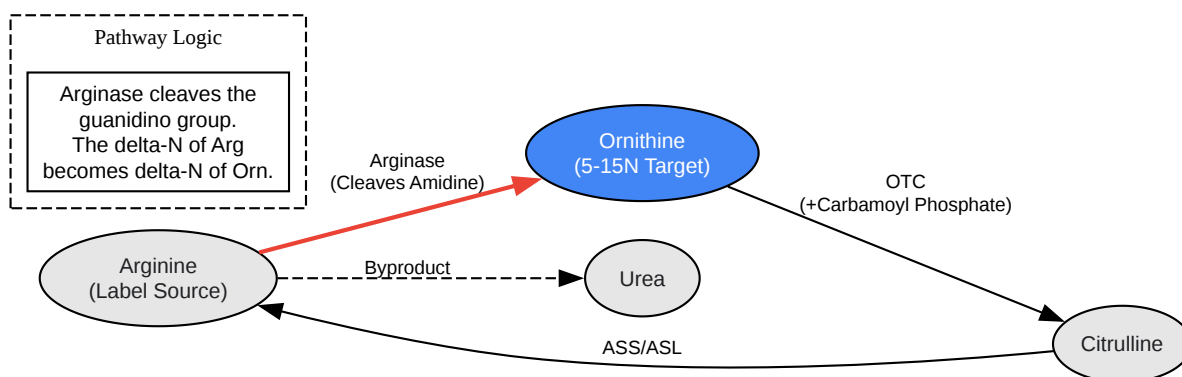 Pathway Logic
Arginase cleaves the
guanidino group.
The delta-N of Arg
becomes delta-N of Orn.
Arginase
(Cleaves Amidine)
Ornithine
(5-15N Target)
OTC
(+Carbamoyl Phosphate)
Arginine
(Label Source)
Byproduct
Urea
ASS/ASL
Citrulline